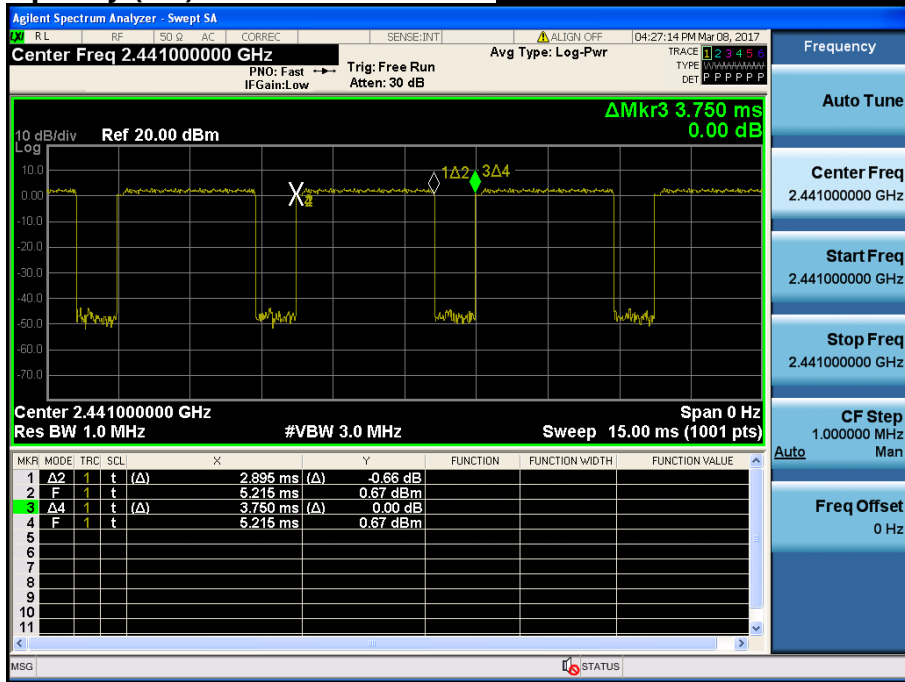 Agilent Spectrum Analyzer - Swept SA
LXI RL RF 50 Ω AC CORREC SENSE:INT ALIGN OFF 04:27:14 PM Mar 08, 2017
Center Freq 2.441000000 GHz
PNO: Fast
IFGain:Low
Trig: Free Run
Atten: 30 dB
Avg Type: Log-Pwr
TRACE 1 2 3 4 5 6
TYPE WWWWWW
DET P P P P P P
Frequency
ΔMkr3 3.750 ms
0.00 dB
10 dB/div Ref 20.00 dBm
Log
10.0
0.00
-10.0
-20.0
-30.0
-40.0
-50.0
-60.0
-70.0
1Δ2 3Δ4
Center 2.441000000 GHz Span 0 Hz
Res BW 1.0 MHz #VBW 3.0 MHz Sweep 15.00 ms (1001 pts)
MKR MODE TRC SCL X Y FUNCTION FUNCTION WIDTH FUNCTION VALUE
1 Δ2 1 t (Δ) 2.895 ms (Δ) -0.66 dB
2 F 1 t 5.215 ms 0.67 dBm
3 Δ4 1 t (Δ) 3.750 ms (Δ) 0.00 dB
4 F 1 t 5.215 ms 0.67 dBm
5
6
7
8
9
10
11
MSG STATUS
Auto Tune
Center Freq
2.441000000 GHz
Start Freq
2.441000000 GHz
Stop Freq
2.441000000 GHz
CF Step
1.000000 MHz
Auto Man
Freq Offset
0 Hz